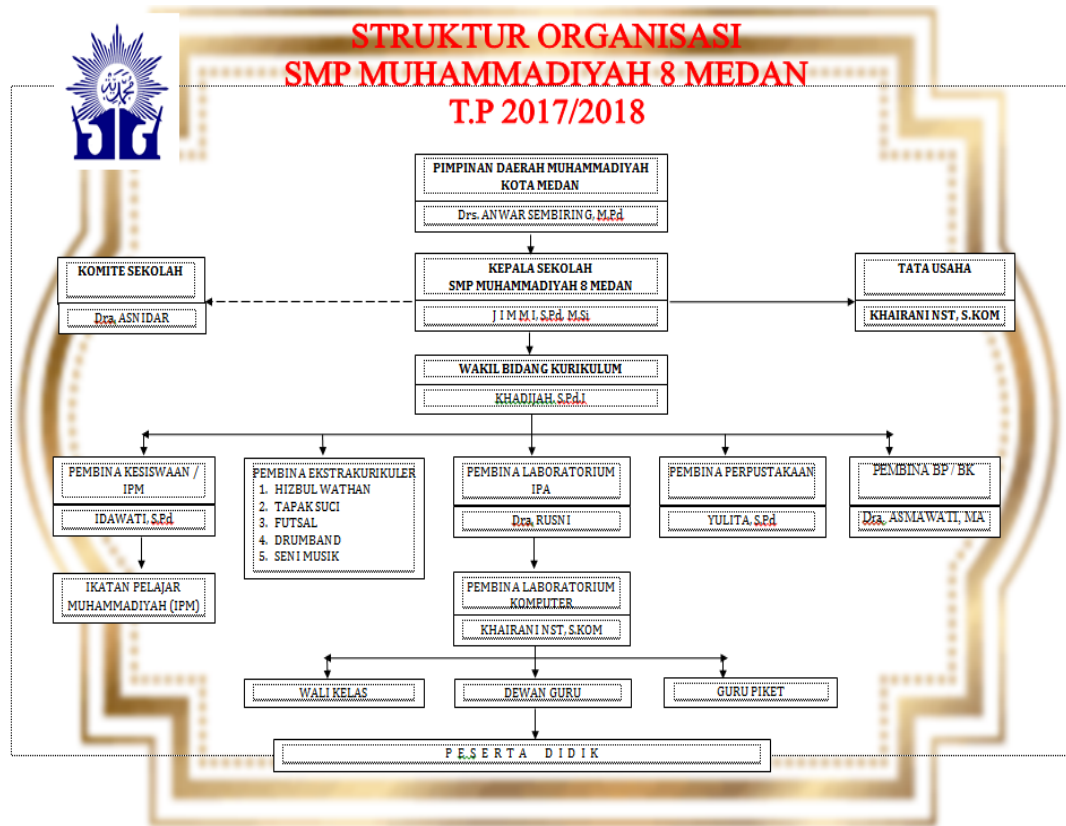 STRUKTUR ORGANISASI
SMP MUHAMMADIYAH 8 MEDAN
T.P 2017/2018
PIMPINAN DAERAH MUHAMMADIYAH
KOTA MEDAN
Drs. ANWAR SEMBIRING, M.Pd
KOMITE SEKOLAH
Dra. ASNIDAR
KEPALA SEKOLAH
SMP MUHAMMADIYAH 8 MEDAN
J I M M I, S.Pd, M.Si
TATA USAHA
KHAIRANI NST, S.KOM
WAKIL BIDANG KURIKULUM
KHADIJAH, S.Pd.I
PEMBINA KESISWAAN /
IPM
IDAWATI, S.Pd
PEMBINA EKSTRAKURIKULER
1. HIZBUL WATHAN
2. TAPAK SUCI
3. FUTSAL
4. DRUMBAND
5. SENI MUSIK
PEMBINA LABORATORIUM
IPA
Dra. RUSNI
PEMBINA PERPUSTAKAAN
YULITA, S.Pd
PEMBINA BP / BK
Dra. ASMAWATI, MA
IKATAN PELAJAR
MUHAMMADIYAH (IPM)
PEMBINA LABORATORIUM
KOMPUTER
KHAIRANI NST, S.KOM
WALI KELAS
DEWAN GURU
GURU PIKET
P E S E R T A D I D I K